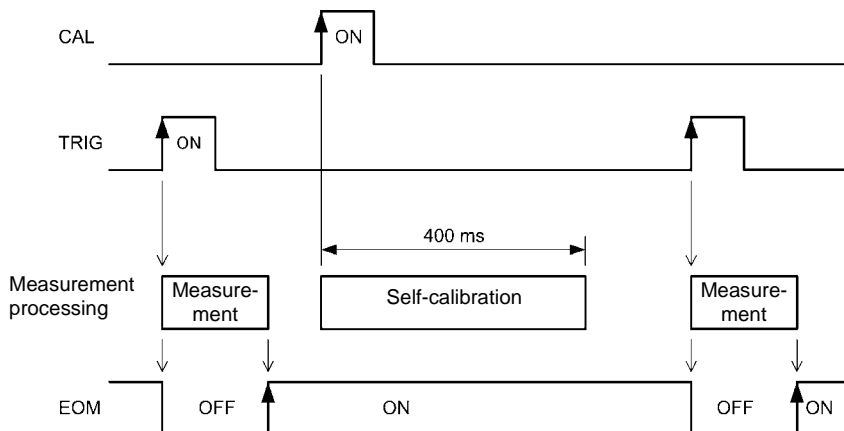 CAL
ON
TRIG
ON
400 ms
Measurement
processing
Measure-
ment
Self-calibration
Measure-
ment
EOM
OFF
ON
OFF
ON